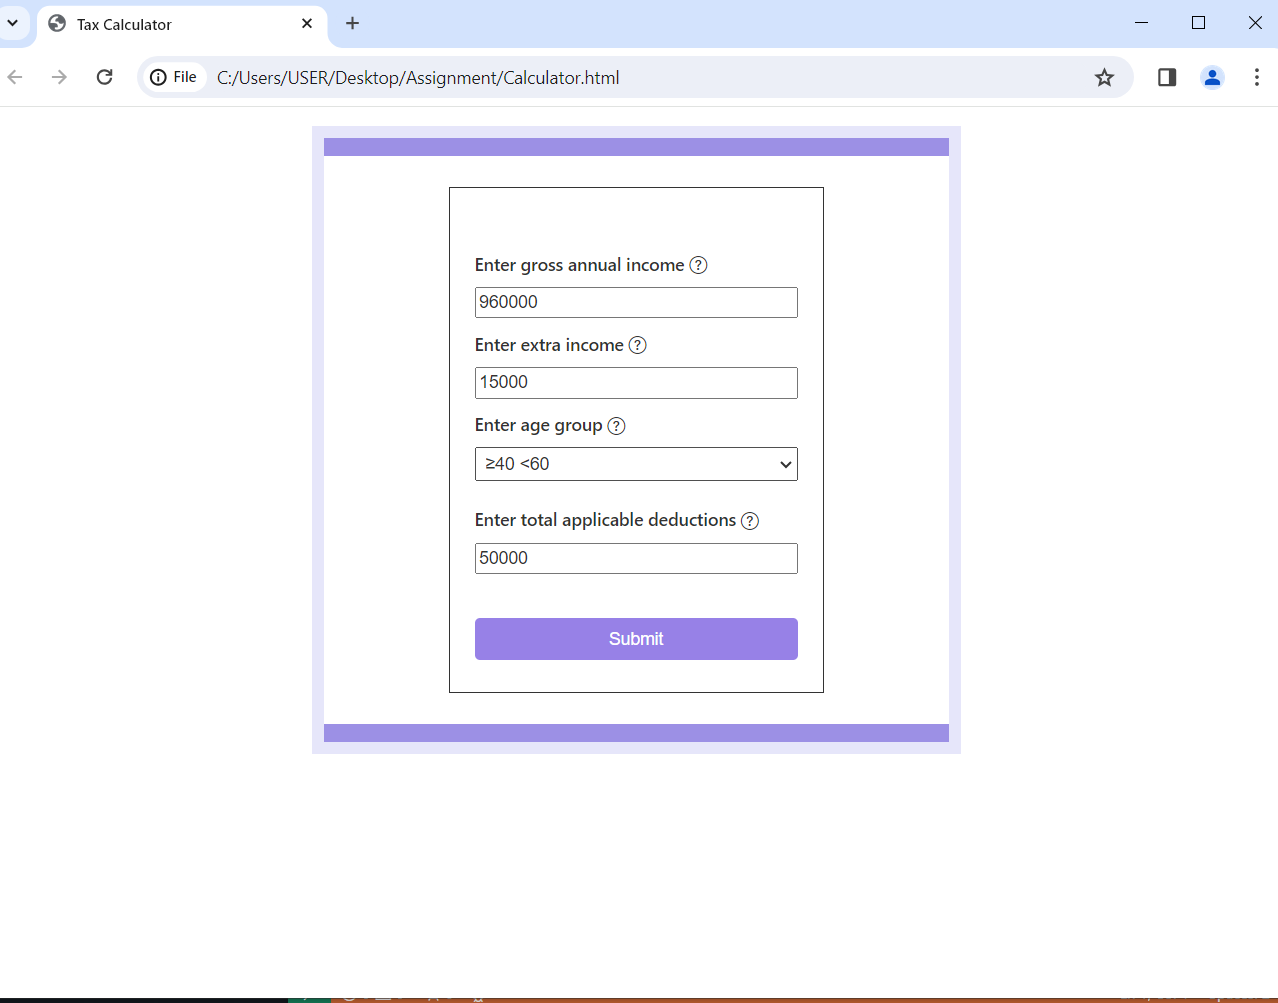 Tax Calculator
File C:/Users/USER/Desktop/Assignment/Calculator.html
Enter gross annual income ?
960000
Enter extra income ?
15000
Enter age group ?
≥40 <60
Enter total applicable deductions ?
50000
Submit